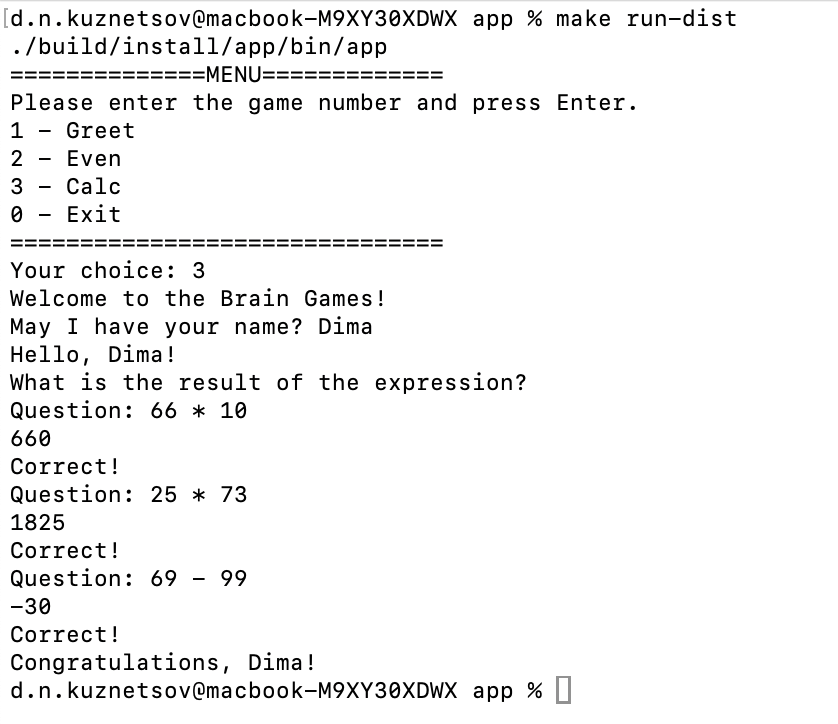 [d.n.kuznetsov@macbook-M9XY30XDWX app % make run-dist
./build/install/app/bin/app
==============MENU=============
Please enter the game number and press Enter.
1 - Greet
2 - Even
3 - Calc
0 - Exit
===============================
Your choice: 3
Welcome to the Brain Games!
May I have your name? Dima
Hello, Dima!
What is the result of the expression?
Question: 66 * 10
660
Correct!
Question: 25 * 73
1825
Correct!
Question: 69 - 99
-30
Correct!
Congratulations, Dima!
d.n.kuznetsov@macbook-M9XY30XDWX app %